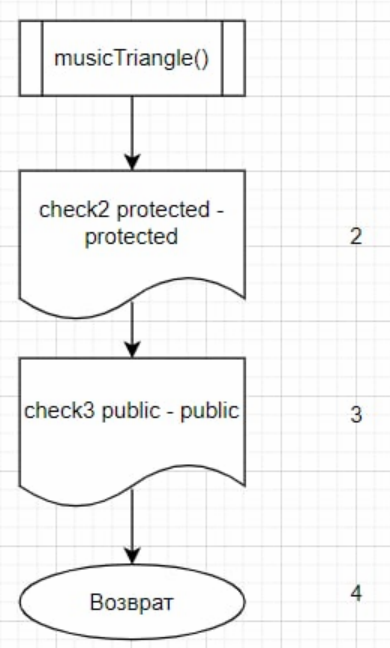 musicTriangle()
check2 protected -
protected
2
check3 public - public
3
Возврат
4